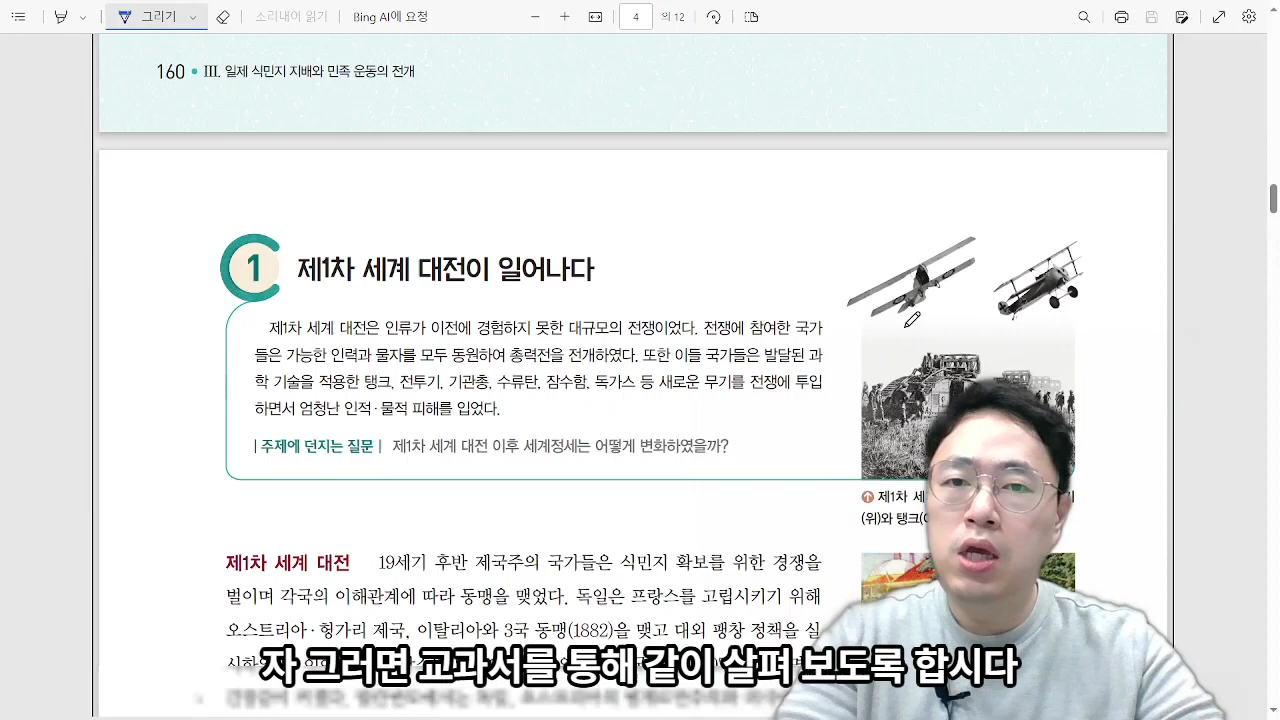 그리기
소리내어 읽기
Bing AI에 요청
4
의 12
160 • III. 일제 식민지 지배와 민족 운동의 전개
1 제1차 세계 대전이 일어나다
제1차 세계 대전은 인류가 이전에 경험하지 못한 대규모의 전쟁이었다. 전쟁에 참여한 국가
들은 가능한 인력과 물자를 모두 동원하여 총력전을 전개하였다. 또한 이들 국가들은 발달된 과
학 기술을 적용한 탱크, 전투기, 기관총, 수류탄, 잠수함, 독가스 등 새로운 무기를 전쟁에 투입
하면서 엄청난 인적·물적 피해를 입었다.
| 주제에 던지는 질문 | 제1차 세계 대전 이후 세계정세는 어떻게 변화하였을까?
제1차 세
(위)와 탱크(
제1차 세계 대전 19세기 후반 제국주의 국가들은 식민지 확보를 위한 경쟁을
벌이며 각국의 이해관계에 따라 동맹을 맺었다. 독일은 프랑스를 고립시키기 위해
오스트리아·헝가리 제국, 이탈리아와 3국 동맹(1882)을 맺고 대외 팽창 정책을 실
자 그러면 교과서를 통해 같이 살펴 보도록 합시다